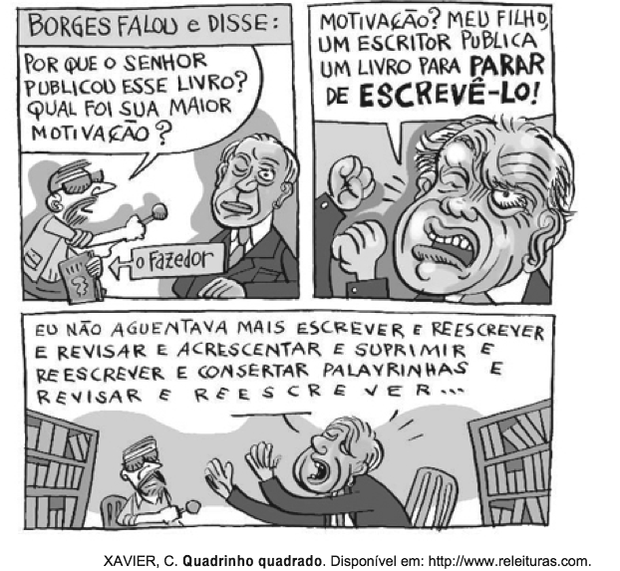 BORGES FALOU e DISSE:
POR QUE O SENHOR
PUBLICOU ESSE LIVRO?
QUAL FOI SUA MAIOR
MOTIVAÇÃO?
o Fazedor
MOTIVAÇÃO? MEU FILHO,
UM ESCRITOR PUBLICA
UM LIVRO PARA PARAR
DE ESCREVÊ-LO!
EU NÃO AGUENTAVA MAIS ESCREVER E REESCREVER
E REVISAR E ACRESCENTAR E SUPRIMIR E
REESCREVER E CONSERTAR PALAVRINHAS E
REVISAR E REESCREVER...
XAVIER, C. Quadrinho quadrado. Disponível em: http://www.releituras.com.